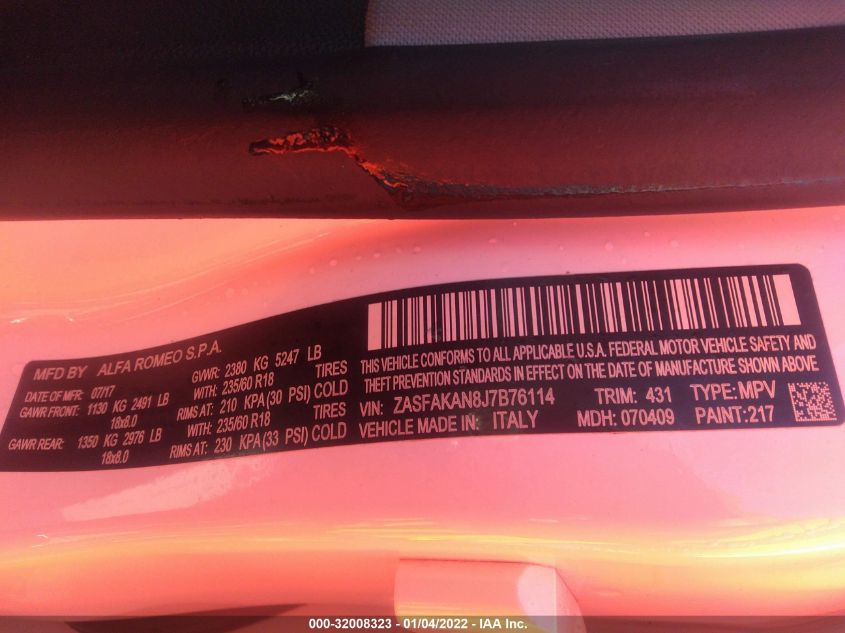 MFD BY ALFA ROMEO S.P.A.
DATE OF MFR: 07/17 GVWR: 2380 KG 5247 LB
GAWR FRONT: 1130 KG 2491 LB WITH: 235/60 R18 TIRES
18x8.0 RIMS AT: 210 KPA(30 PSI) COLD
GAWR REAR: 1350 KG 2976 LB WITH: 235/60 R18 TIRES
18x8.0 RIMS AT: 230 KPA(33 PSI) COLD
THIS VEHICLE CONFORMS TO ALL APPLICABLE U.S.A. FEDERAL MOTOR VEHICLE SAFETY AND
THEFT PREVENTION STANDARDS IN EFFECT ON THE DATE OF MANUFACTURE SHOWN ABOVE
VIN: ZASFAKAN8J7B76114 TRIM: 431 TYPE: MPV
VEHICLE MADE IN: ITALY MDH: 070409 PAINT: 217
000-32008323 - 01/04/2022 - IAA Inc.